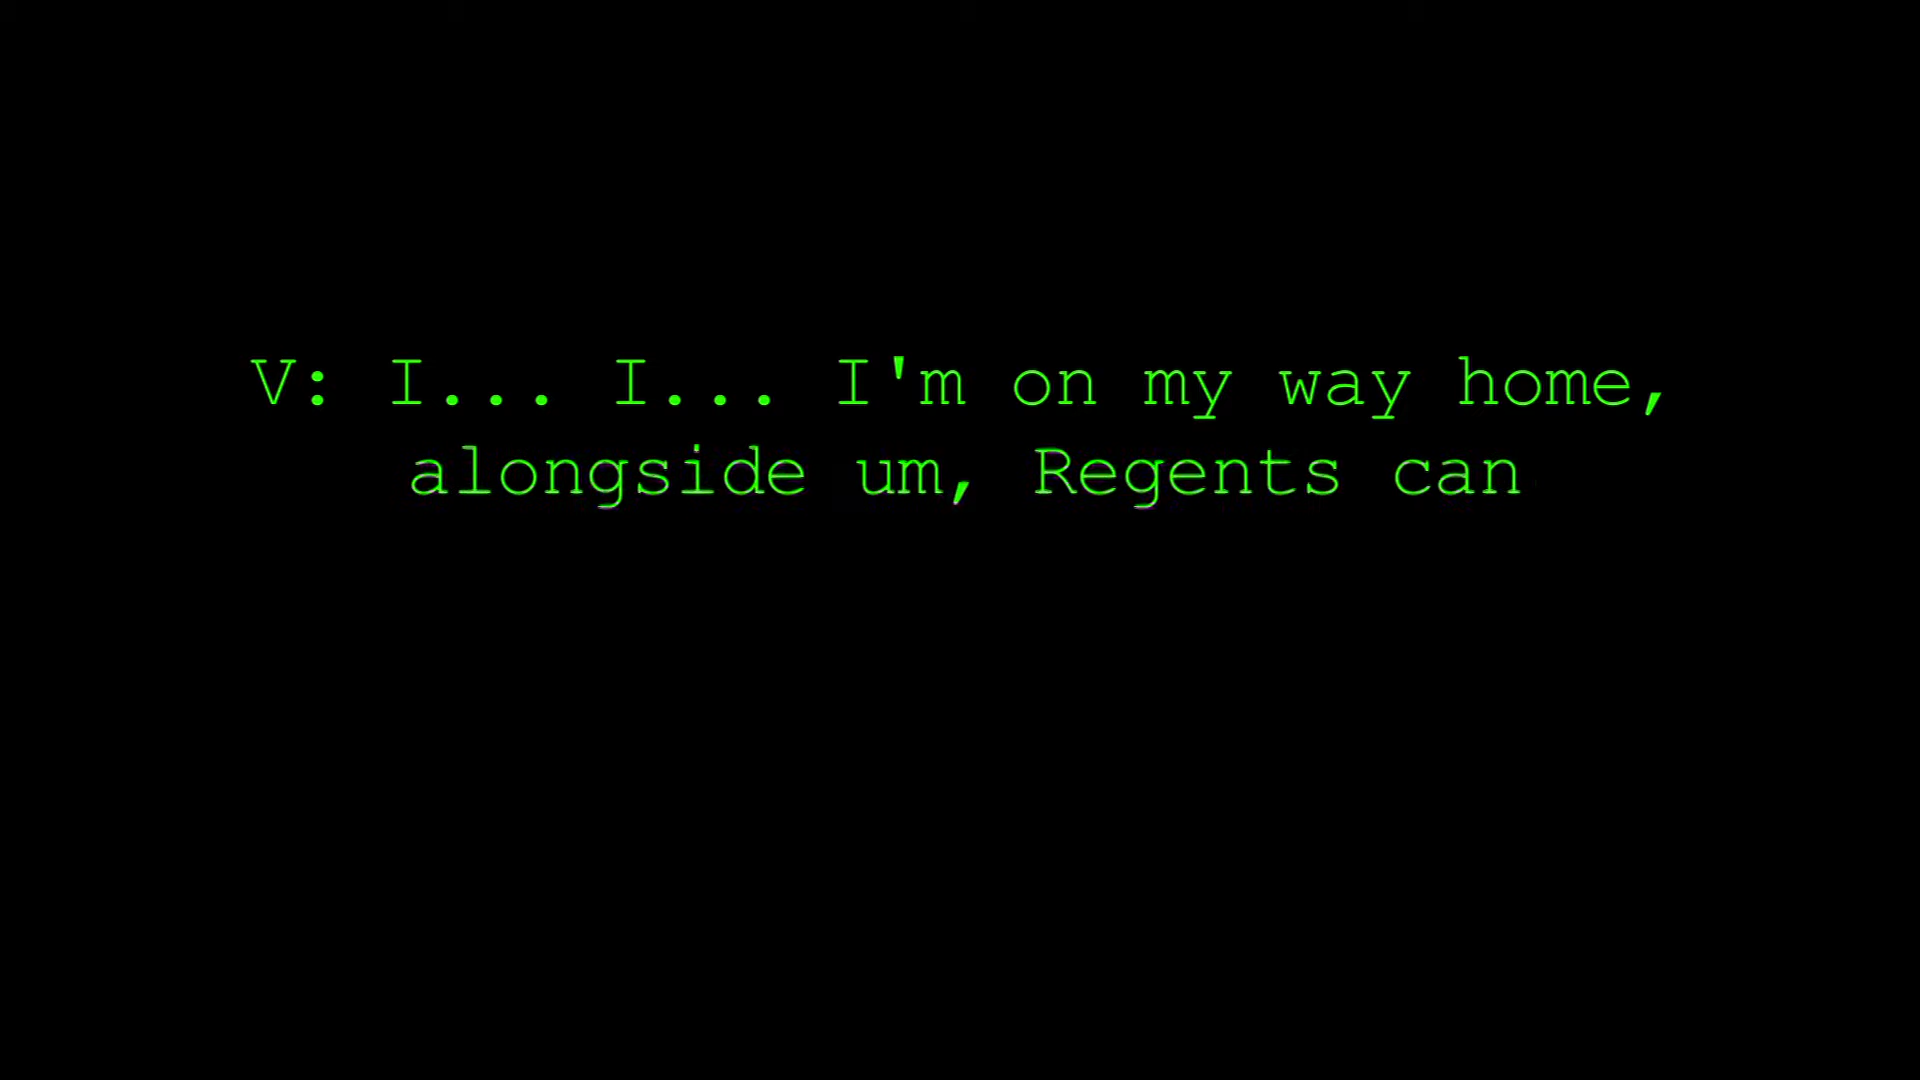 V: I... I... I'm on my way home,
alongside um, Regents can